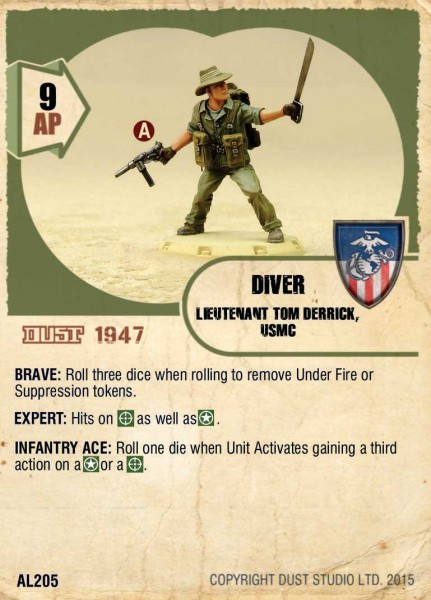 9
AP
A
DIVER
LIEUTENANT TOM DERRICK,
USMC
DUST 1947
BRAVE: Roll three dice when rolling to remove Under Fire or
Suppression tokens.
EXPERT: Hits on as well as.
INFANTRY ACE: Roll one die when Unit Activates gaining a third
action on a or a.
AL205
COPYRIGHT DUST STUDIO LTD. 2015